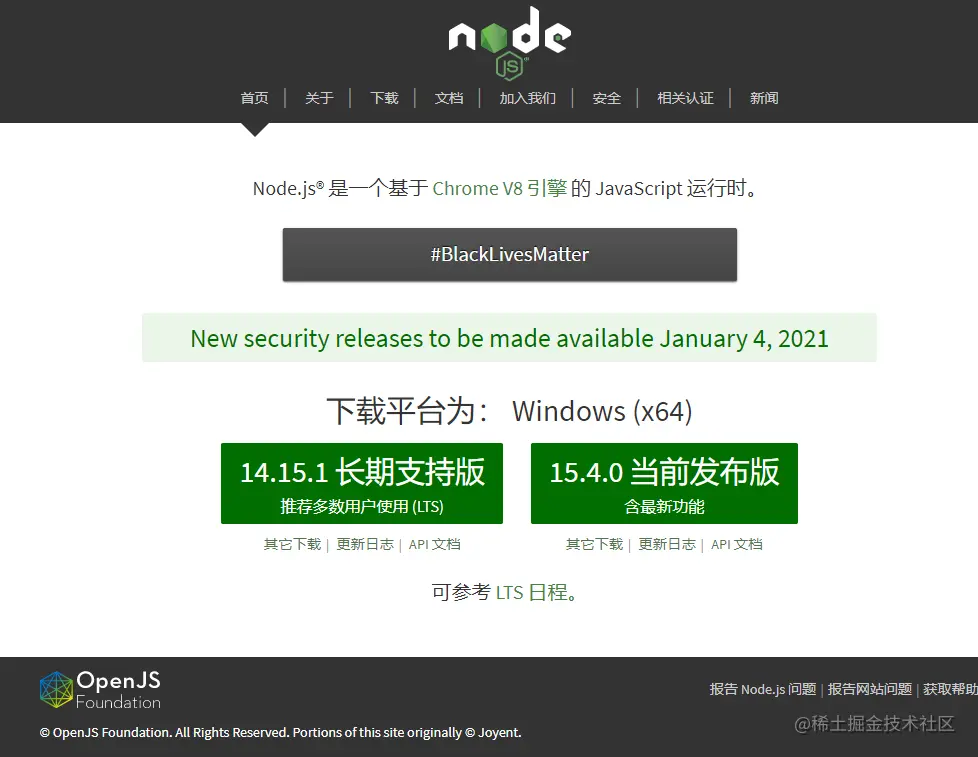 node
JS
首页 | 关于 | 下载 | 文档 | 加入我们 | 安全 | 相关认证 | 新闻
Node.js® 是一个基于 Chrome V8 引擎 的 JavaScript 运行时。
#BlackLivesMatter
New security releases to be made available January 4, 2021
下载平台为： Windows (x64)
14.15.1 长期支持版 15.4.0 当前发布版
推荐多数用户使用 (LTS) 含最新功能
其它下载 | 更新日志 | API 文档 其它下载 | 更新日志 | API 文档
可参考 LTS 日程。
OpenJS
Foundation
报告 Node.js 问题 | 报告网站问题 | 获取帮助
© OpenJS Foundation. All Rights Reserved. Portions of this site originally © Joyent.
@稀土掘金技术社区